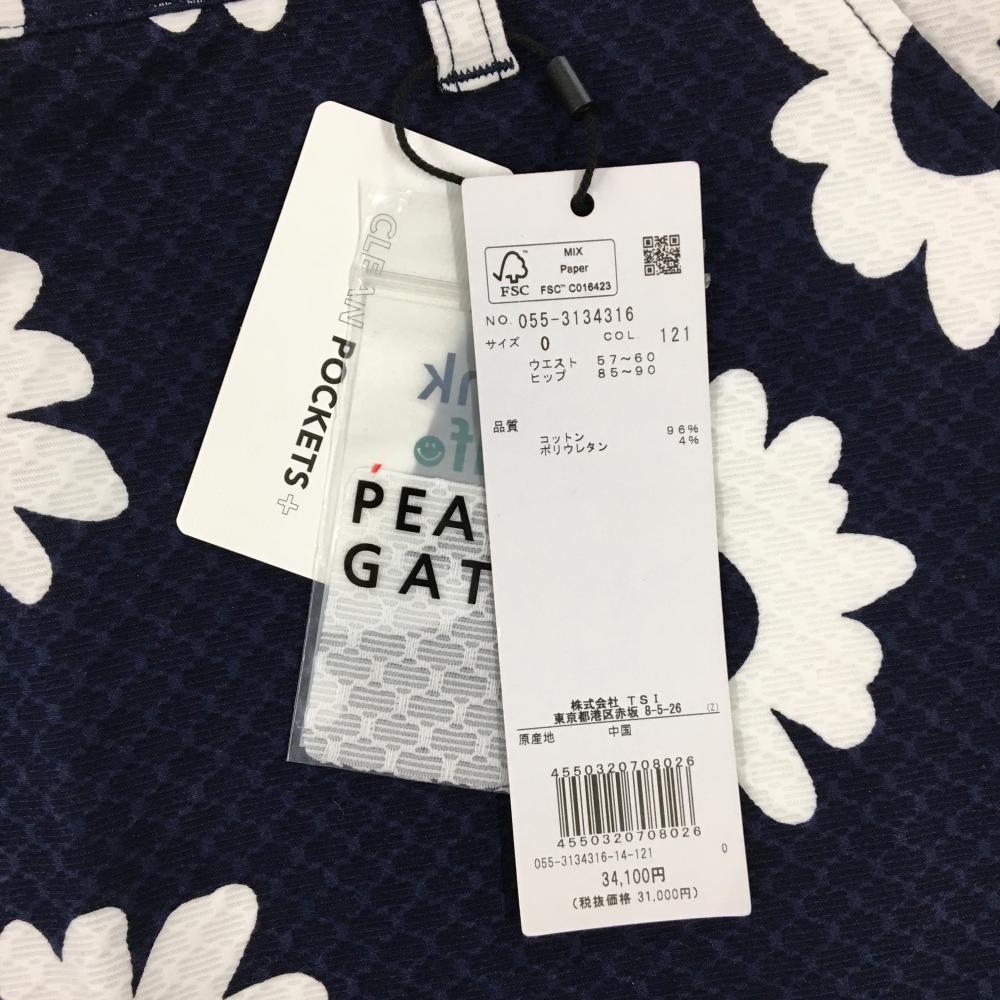 CLEAN POCKETS+
nk
afe
PEA
GAT
MIX
Paper
FSC™ C016423
FSC
NO. 055-3134316
サイズ 0 COL. 121
ウエスト 57~60
ヒップ 85~90
品質
コットン 96%
ポリウレタン 4%
株式会社 TSI
東京都港区赤坂 8-5-26 (Z)
原産地 中国
4550320708026
4550320708026
055-3134316-14-121 0
34,100円
(税抜価格 31,000円)